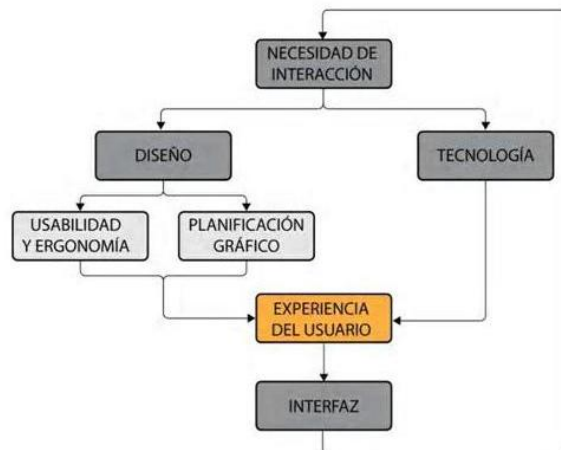 NECESIDAD DE
INTERACCIÓN
DISEÑO
TECNOLOGÍA
USABILIDAD
Y ERGONOMÍA
PLANIFICACIÓN
GRÁFICO
EXPERIENCIA
DEL USUARIO
INTERFAZ